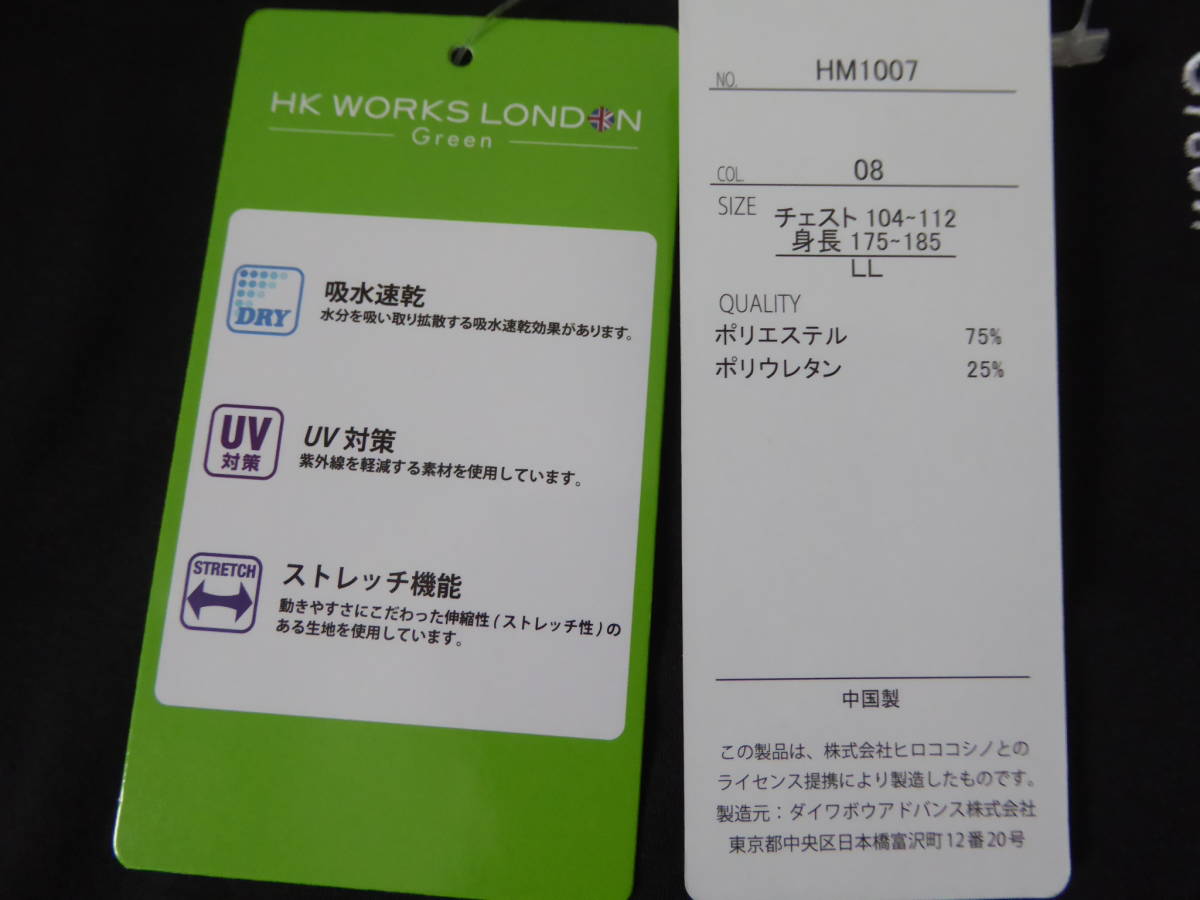 HK WORKS LONDON
Green
DRY
吸水速乾
水分を吸い取り拡散する吸水速乾効果があります。
UV
対策
UV 対策
紫外線を軽減する素材を使用しています。
STRETCH
ストレッチ機能
動きやすさにこだわった伸縮性(ストレッチ性)の
ある生地を使用しています。
NO. HM1007
COL. 08
SIZE チェスト 104~112
身長 175~185
LL
QUALITY
ポリエステル 75%
ポリウレタン 25%
中国製
この製品は、株式会社ヒロココシノとの
ライセンス提携により製造したものです。
製造元:ダイワボウアドバンス株式会社
東京都中央区日本橋富沢町12番20号